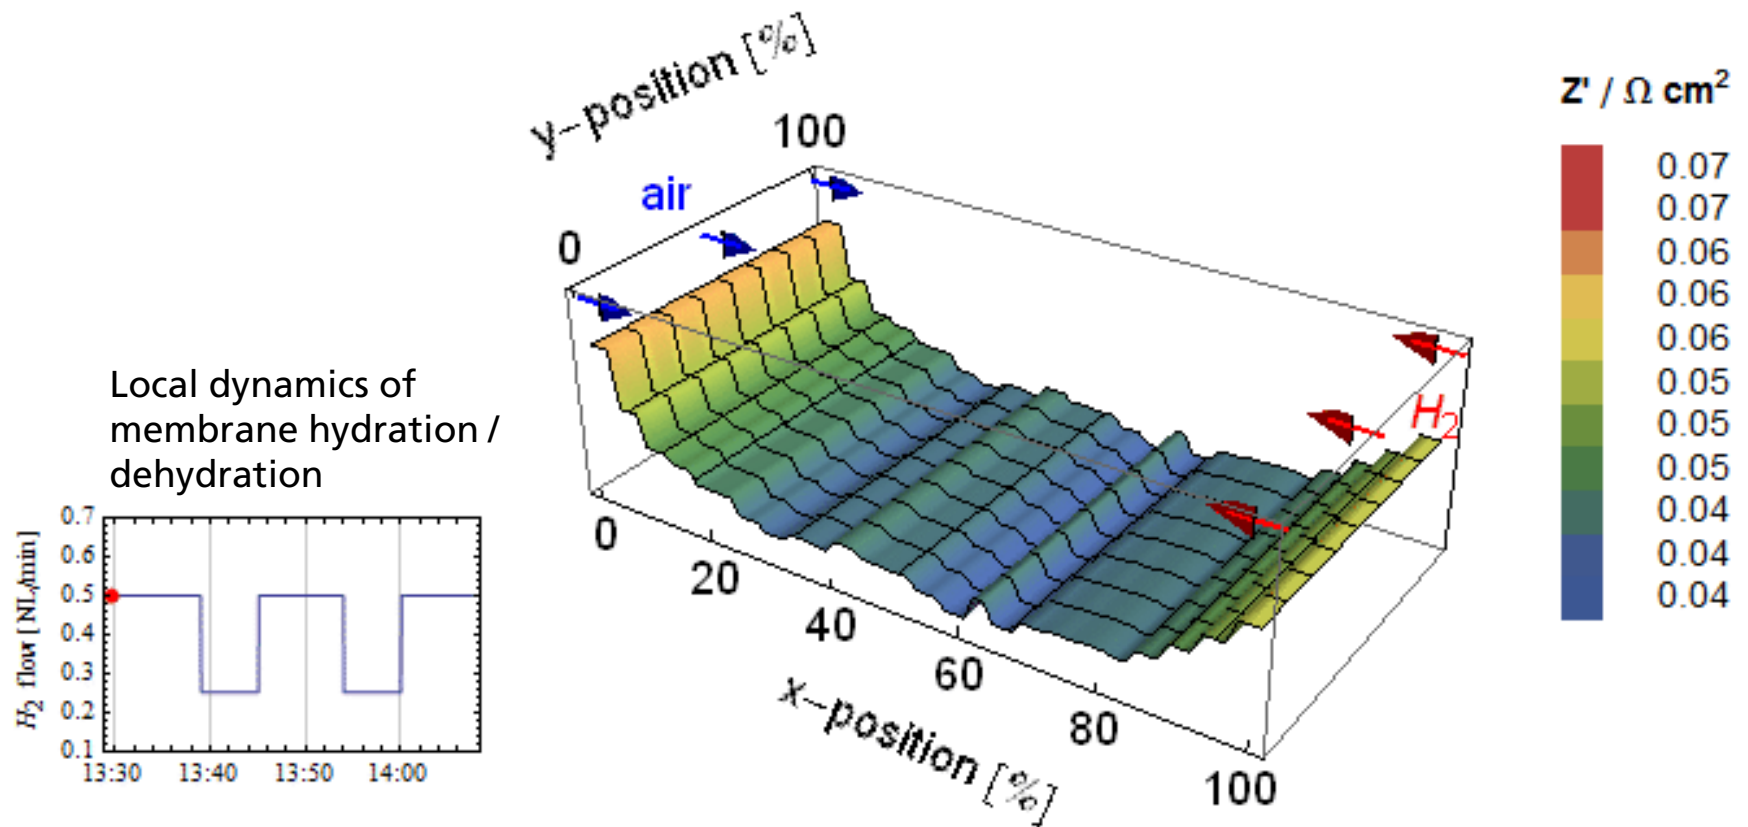 y-position [%]
100
air
0
H2
0
20
40
60
80
100
x-position [%]
Z' / Ω cm²
0.07
0.07
0.06
0.06
0.06
0.05
0.05
0.05
0.04
0.04
0.04
Local dynamics of
membrane hydration /
dehydration
H2 flow [NL/min]
0.7
0.6
0.5
0.4
0.3
0.2
0.1
13:30 13:40 13:50 14:00